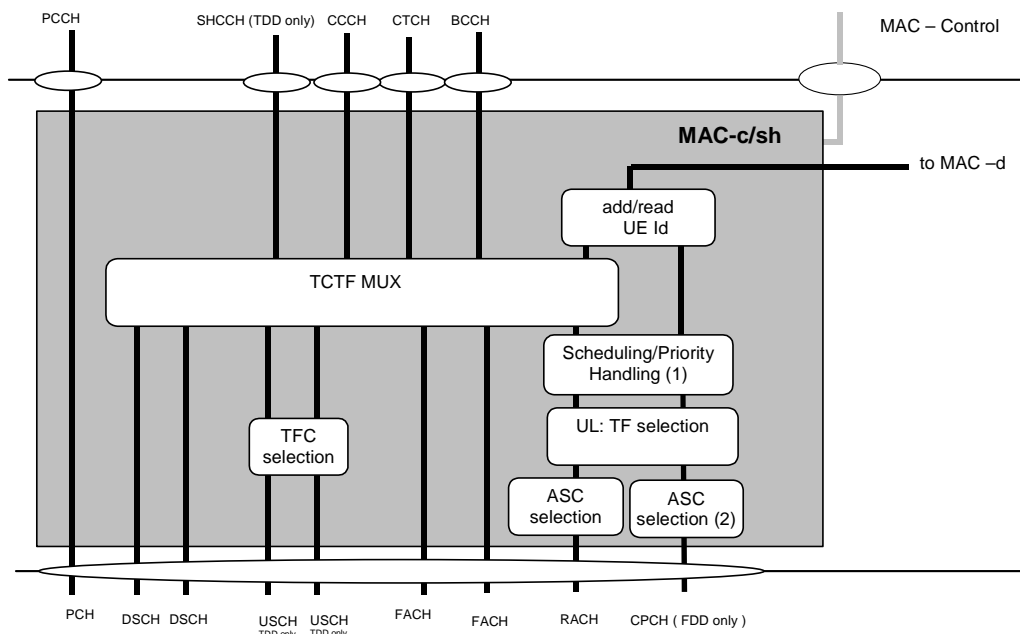 PCCH
SHCCH (TDD only)
CCCH
CTCH
BCCH
MAC – Control
MAC-c/sh
to MAC –d
add/read
UE Id
TCTF MUX
Scheduling/Priority
Handling (1)
UL: TF selection
TFC
selection
ASC
selection
ASC
selection (2)
PCH
DSCH
DSCH
USCH
TDD only
USCH
TDD only
FACH
FACH
RACH
CPCH ( FDD only )